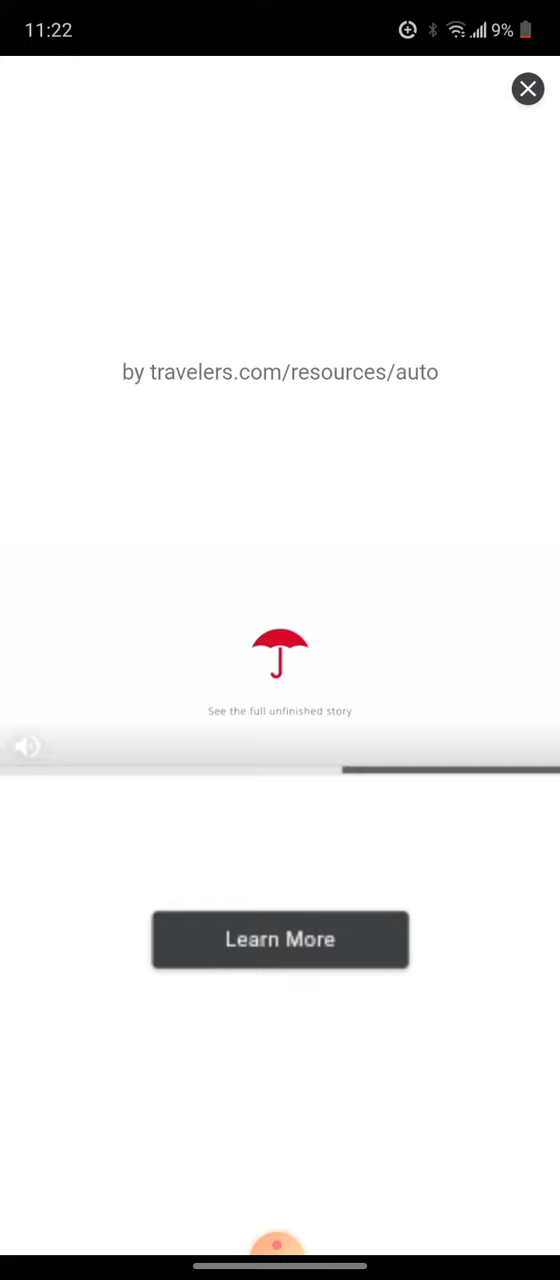 11:22
9%
by travelers.com/resources/auto
See the full unfinished story
Learn More